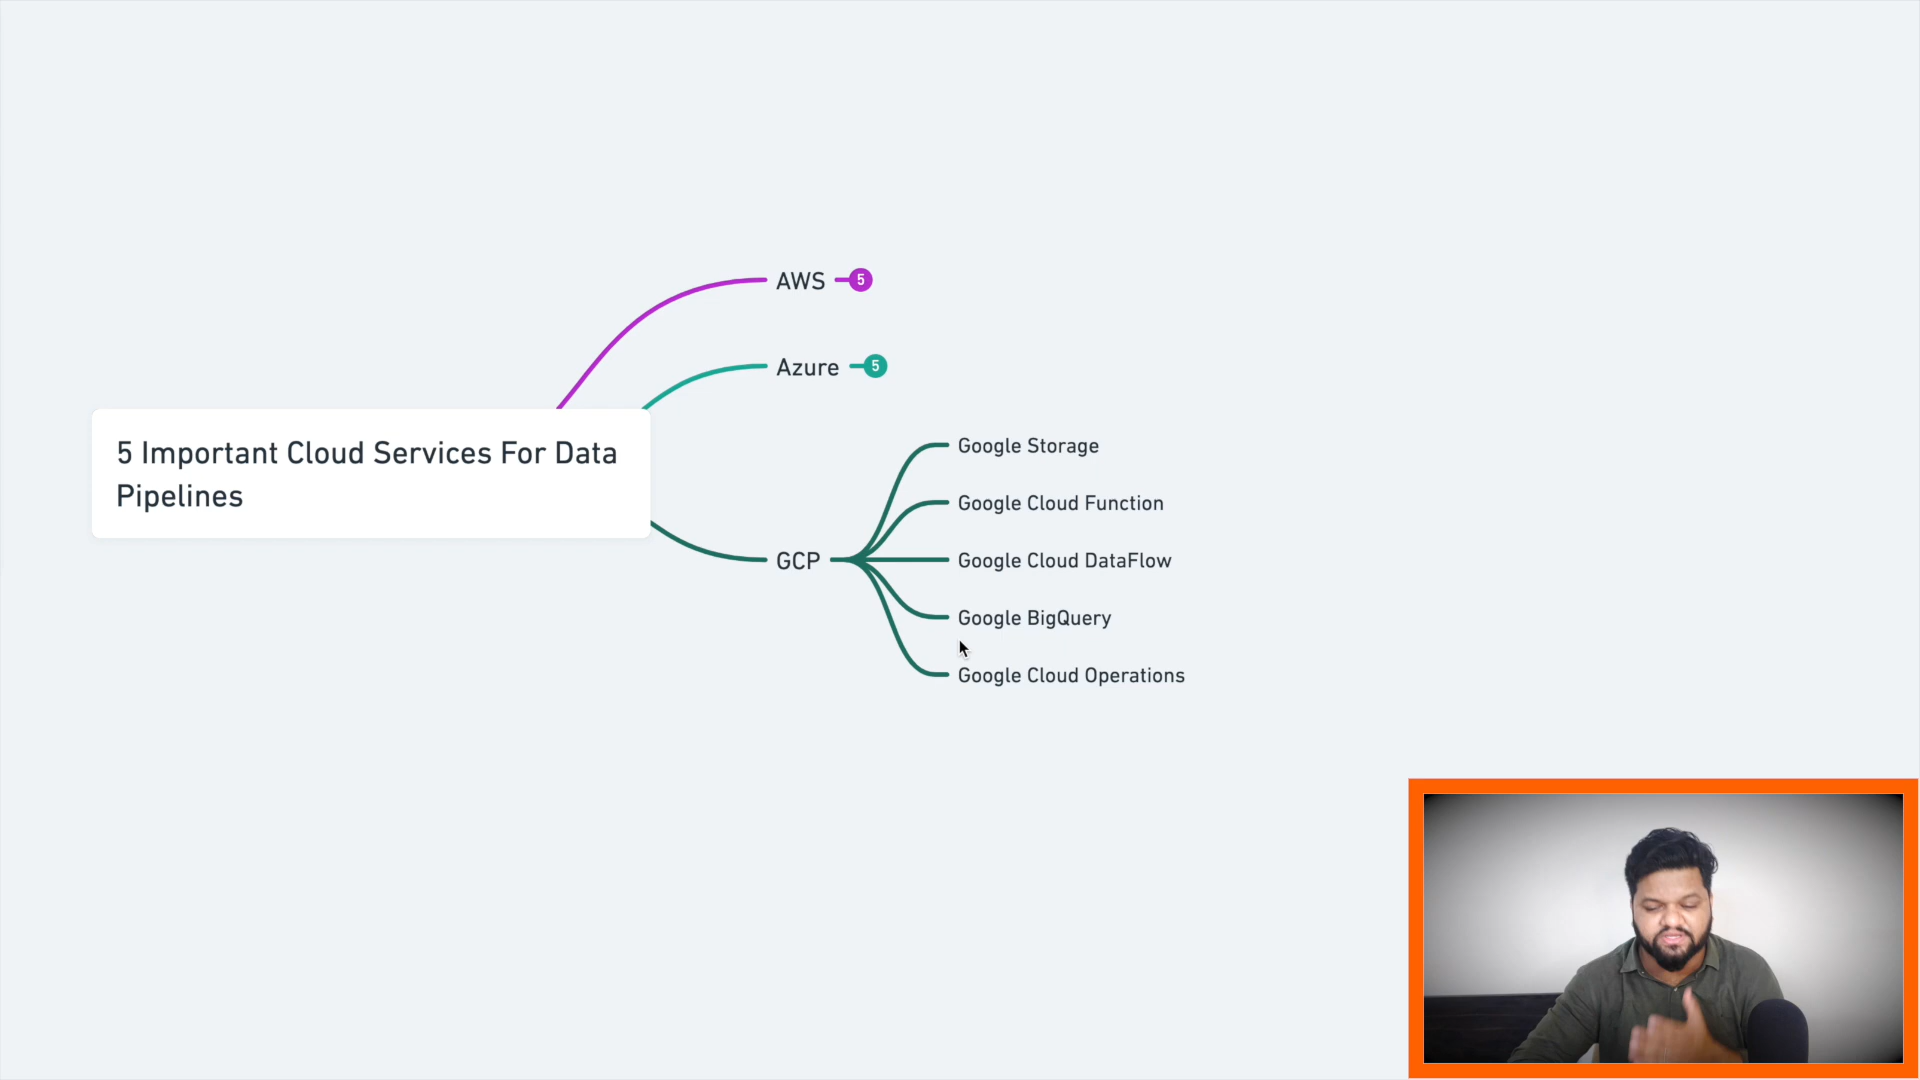 AWS 5
Azure 5
5 Important Cloud Services For Data
Pipelines
GCP
Google Storage
Google Cloud Function
Google Cloud DataFlow
Google BigQuery
Google Cloud Operations